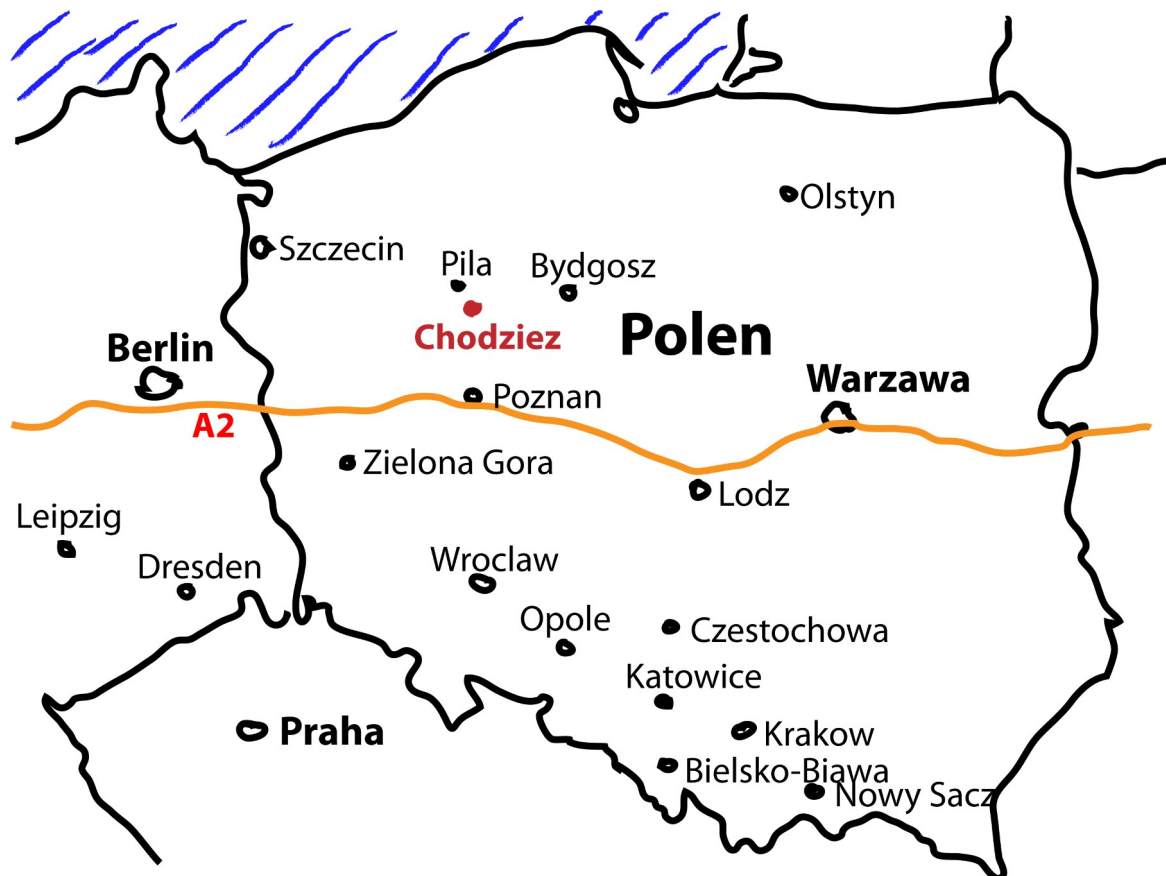 Olstyn
Szczecin
Pila
Bydgosz
Chodziez
Polen
Berlin
Warzawa
Poznan
A2
Zielona Gora
Lodz
Leipzig
Dresden
Wroclaw
Opole
Czestochowa
Katowice
Praha
Krakow
Bielsko-Biawa
Nowy Sacz